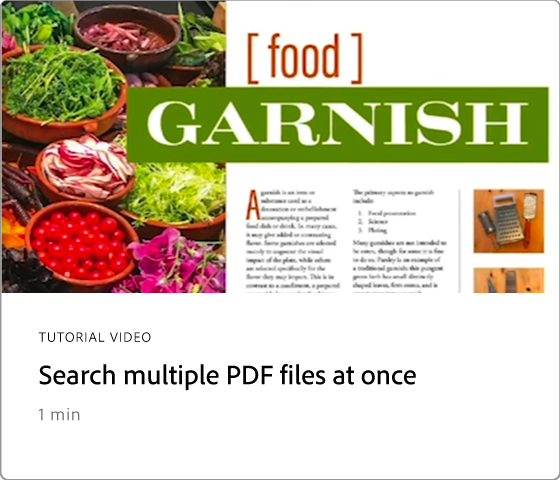 [ food ]
GARNISH
A garnish is an item or
substance used as a
decoration or embellishment
accompanying a prepared
food dish or drink. In many cases,
it may give added or contrasting
flavor. Some garnishes are selected
mainly to augment the visual
impact of the plate, while others
are selected specifically for the
flavor they may impart. This is in
contrast to a condiment, a prepared
The primary aspects to garnish
include:
1. Food presentation
2. Science
3. Plating
Many garnishes are not intended to
be eaten, though for some it is fine
to do so. Parsley is an example of
a traditional garnish; this pungent
green herb has small distinctly
shaped leaves, firm stems, and is
TUTORIAL VIDEO
Search multiple PDF files at once
1 min